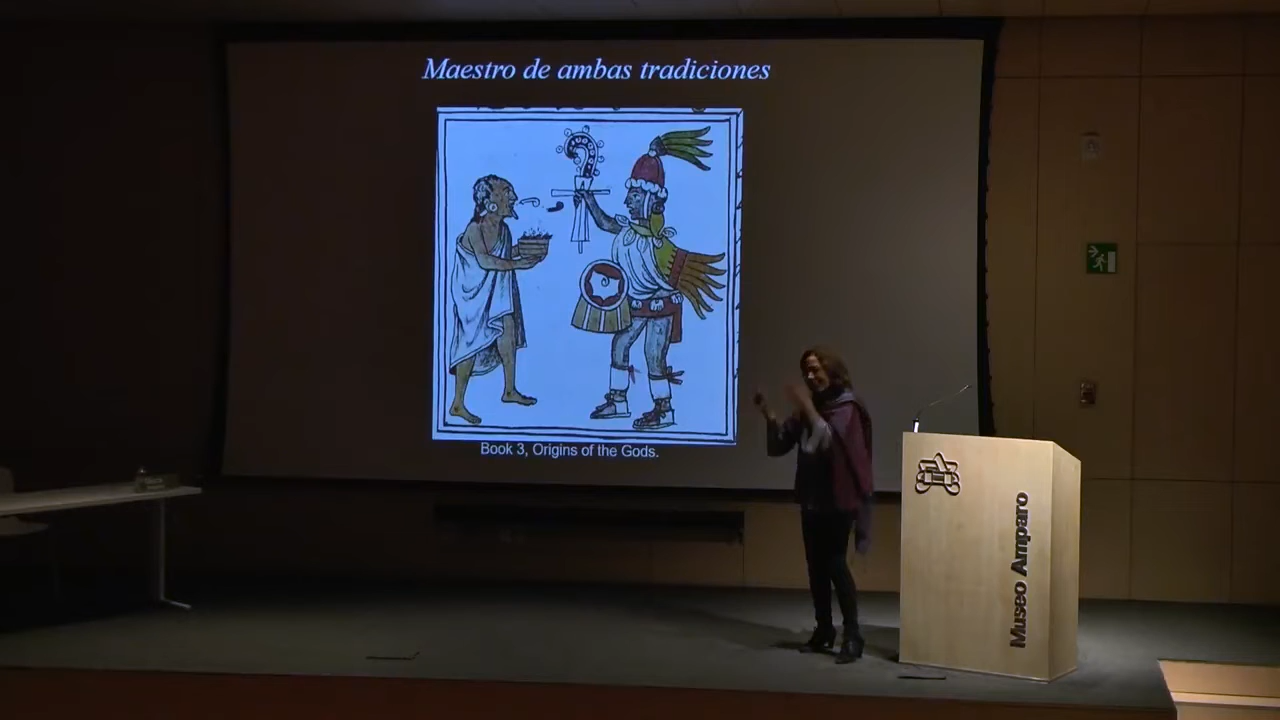 Maestro de ambas tradiciones
Book 3, Origins of the Gods.
Museo Amparo